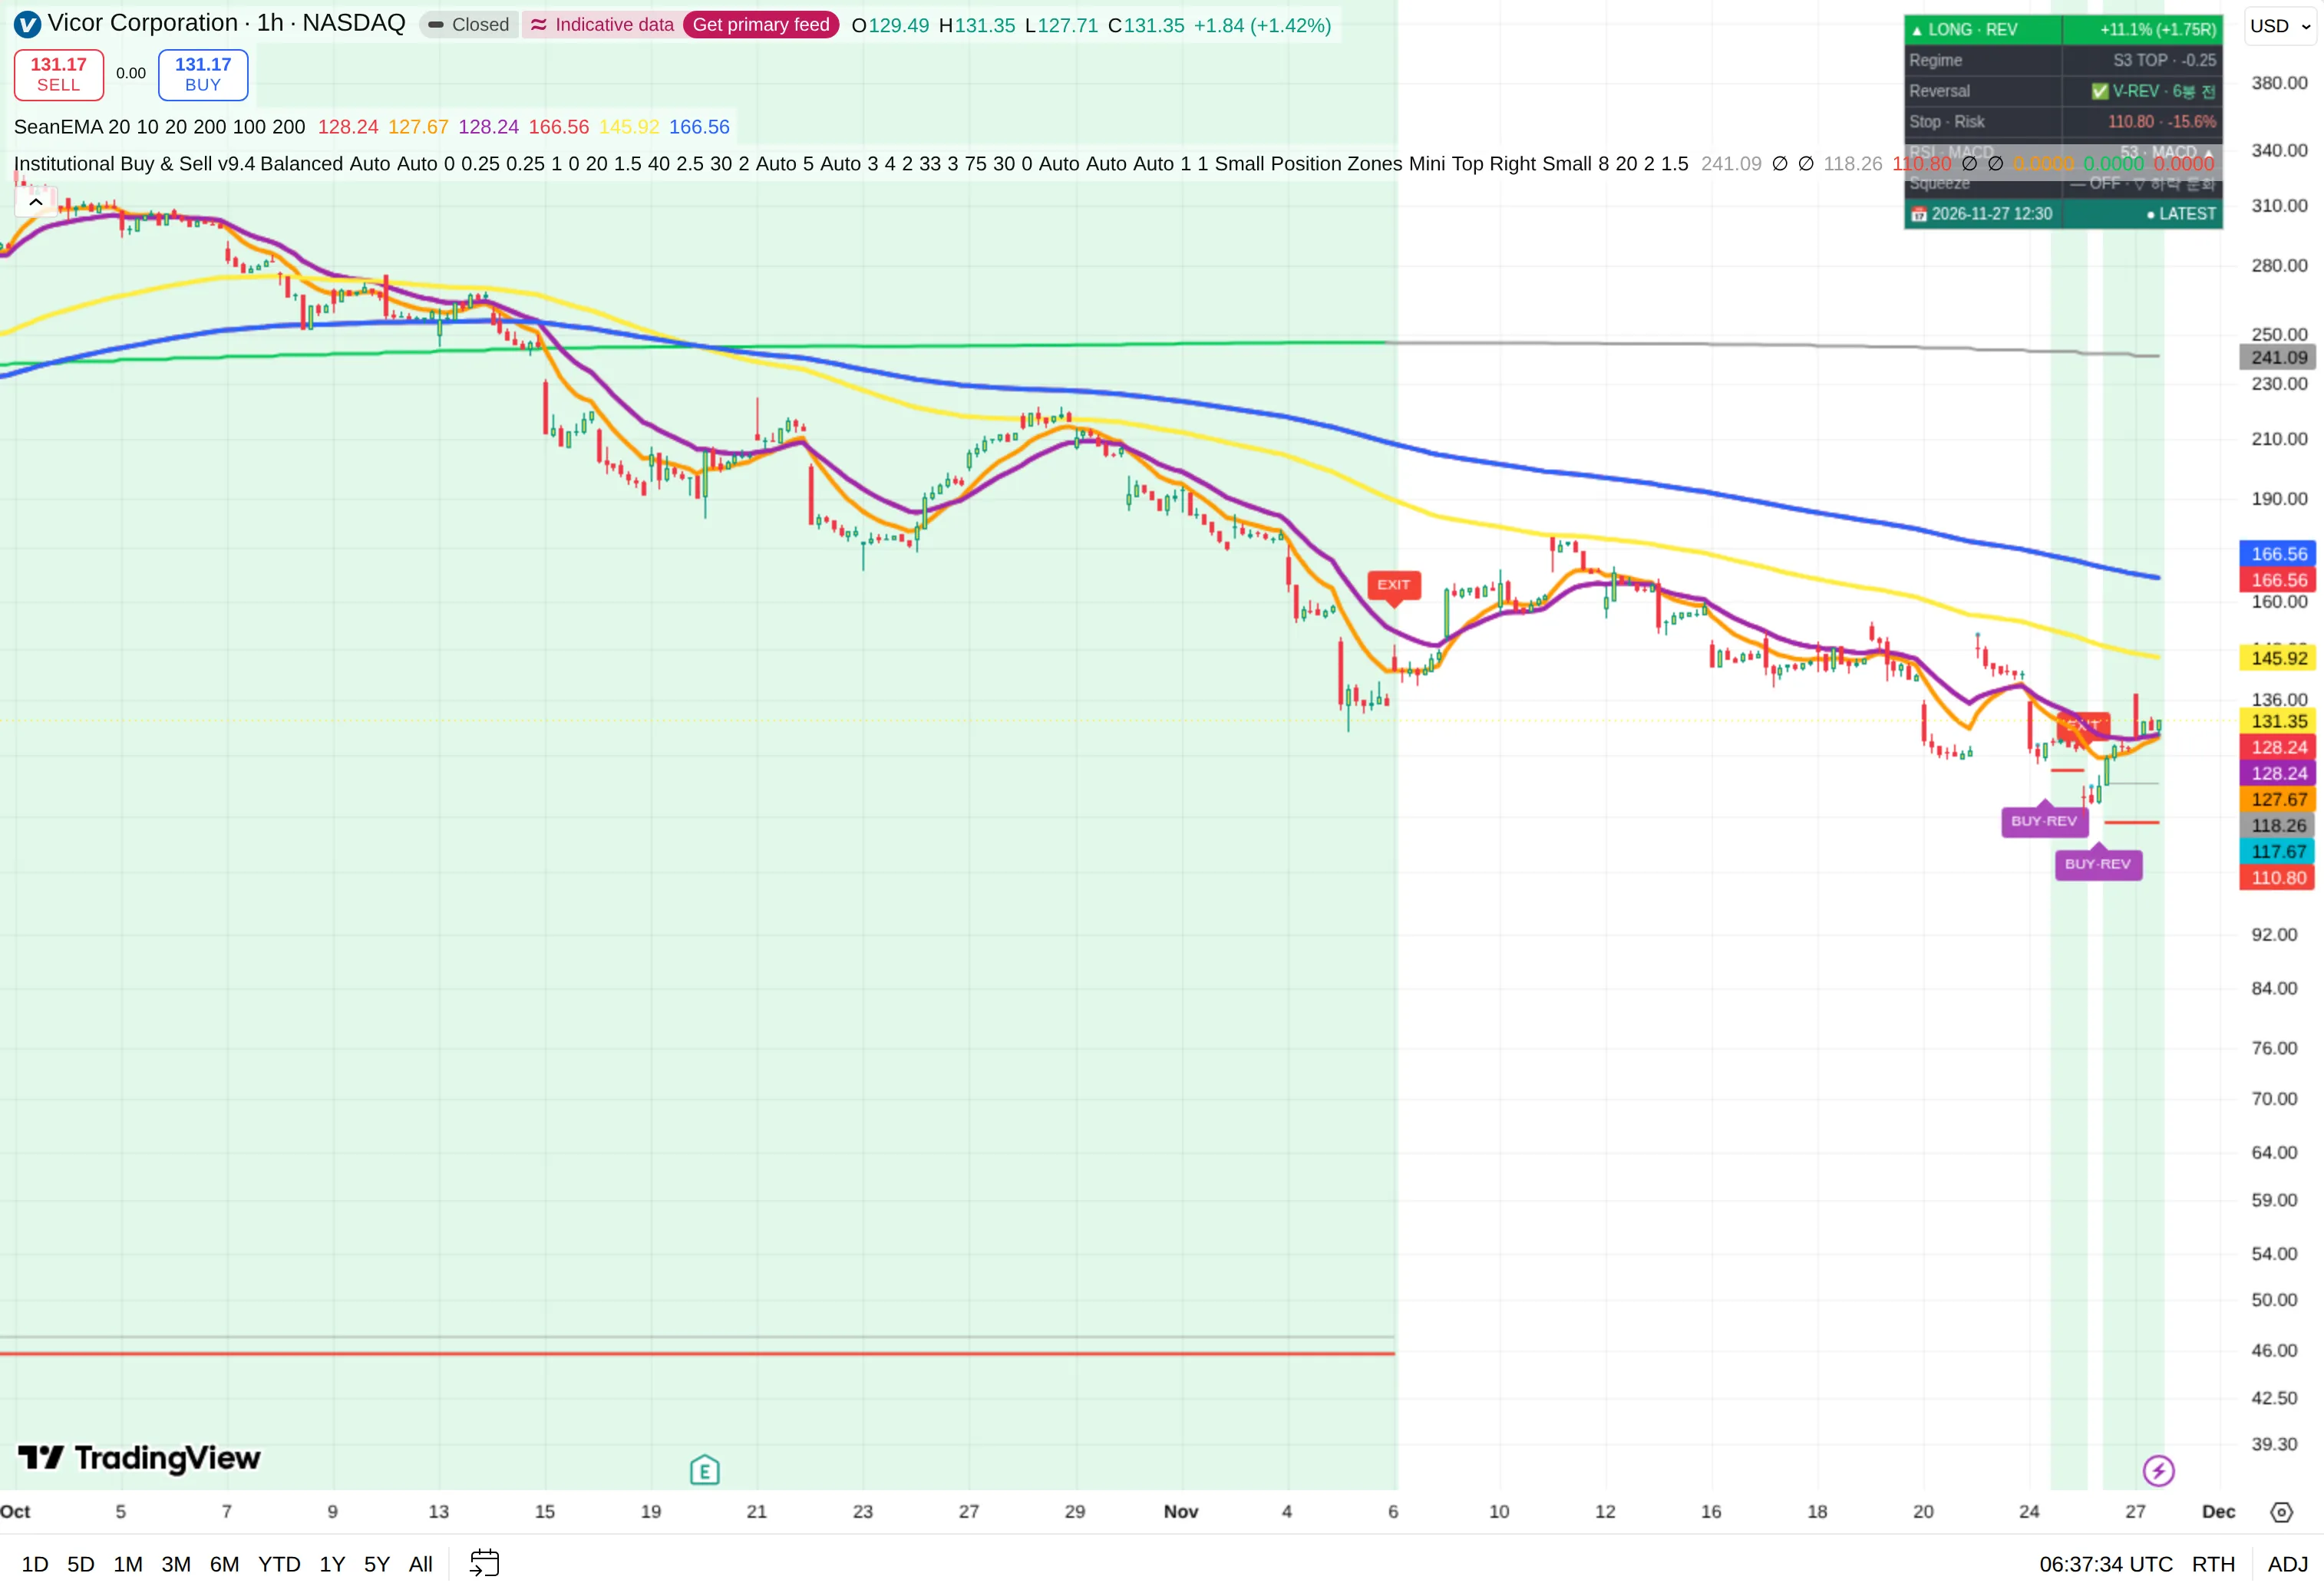 Vicor Corporation · 1h · NASDAQ Closed Indicative data Get primary feed O129.49 H131.35 L127.71 C131.35 +1.84 (+1.42%)
131.17 SELL 0.00 131.17 BUY
SeanEMA 20 10 20 200 100 200 128.24 127.67 128.24 166.56 145.92 166.56
Institutional Buy & Sell v9.4 Balanced Auto Auto 0 0.25 0.25 1 0 20 1.5 40 2.5 30 2 Auto 5 Auto 3 4 2 33 3 75 30 0 Auto Auto Auto 1 1 Small Position Zones Mini Top Right Small 8 20 2 1.5 241.09 ∅ ∅ 118.26 110.80 ∅ ∅ 0.0000 0.0000 0.0000
▲ LONG · REV +11.1% (+1.75R)
Regime S3 TOP · -0.25
Reversal ✅ V-REV · 6봉 전
Stop · Risk 110.80 · -15.6%
RSI · MACD 53 · MACD ▲
Squeeze — OFF · ▽ 하락 둔화
📅 2026-11-27 12:30 ● LATEST
USD
380.00
340.00
310.00
280.00
250.00
241.09
230.00
210.00
190.00
166.56
166.56
160.00
145.92
136.00
131.35
128.24
128.24
127.67
118.26
117.67
110.80
92.00
84.00
76.00
70.00
64.00
59.00
54.00
50.00
46.00
42.50
39.30
EXIT
EXIT
BUY-REV
BUY-REV
TradingView
E
Oct 5 7 9 13 15 19 21 23 27 29 Nov 4 6 10 12 16 18 20 24 27 Dec
1D 5D 1M 3M 6M YTD 1Y 5Y All 06:37:34 UTC RTH ADJ